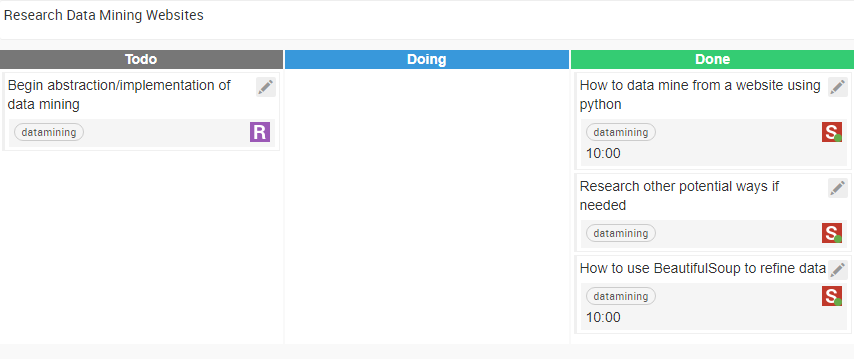 Research Data Mining Websites
Todo
Doing
Done
Begin abstraction/implementation of
data mining
datamining
R
How to data mine from a website using
python
datamining
S
10:00
Research other potential ways if
needed
datamining
S
How to use BeautifulSoup to refine data
datamining
S
10:00